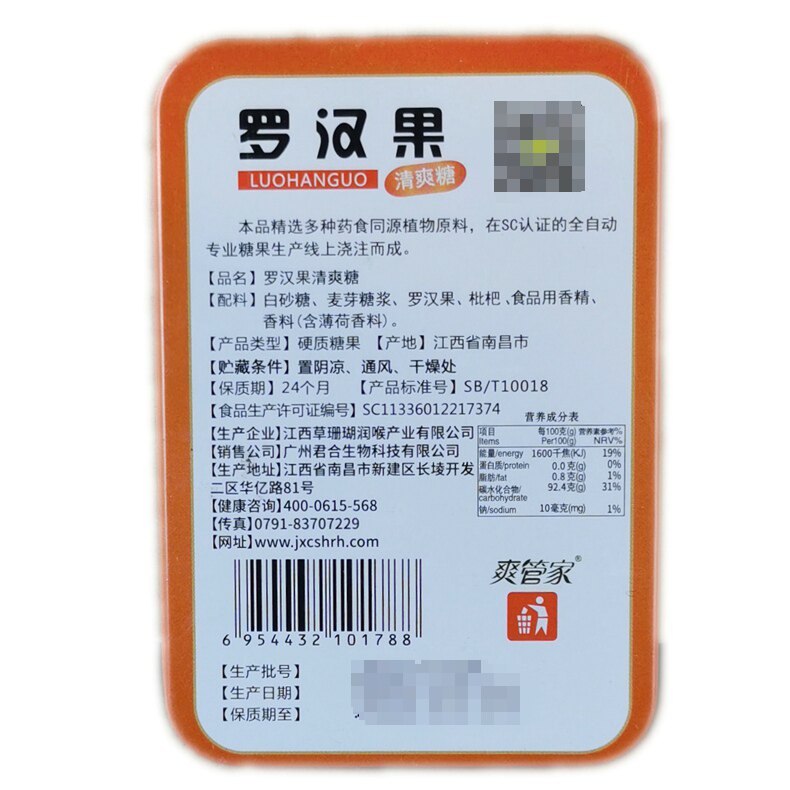 罗汉果
LUOHANGUO
清爽糖
本品精选多种药食同源植物原料，在SC认证的全自动
专业糖果生产线上浇注而成。
【品名】罗汉果清爽糖
【配料】白砂糖、麦芽糖浆、罗汉果、枇杷、食品用香精、
香料(含薄荷香料)。
【产品类型】硬质糖果 【产地】江西省南昌市
【贮藏条件】置阴凉、通风、干燥处
【保质期】24个月 【产品标准号】SB/T10018
【食品生产许可证编号】SC11336012217374
【生产企业】江西草珊瑚润喉产业有限公司
【销售公司】广州君合生物科技有限公司
【生产地址】江西省南昌市新建区长堎开发
二区华亿路81号
【健康咨询】400-0615-568
【传真】0791-83707229
【网址】www.jxcshrh.com
营养成分表
项目 每100克(g) 营养素参考%
Items Per100(g) NRV%
能量/energy 1600千焦(KJ) 19%
蛋白质/protein 0.0 克(g) 0%
脂肪/fat 0.8 克(g) 1%
碳水化合物/ 92.4克(g) 31%
carbohydrate
钠/sodium 10毫克(mg) 1%
爽管家®
6 954432 101788
【生产批号】
【生产日期】
【保质期至】